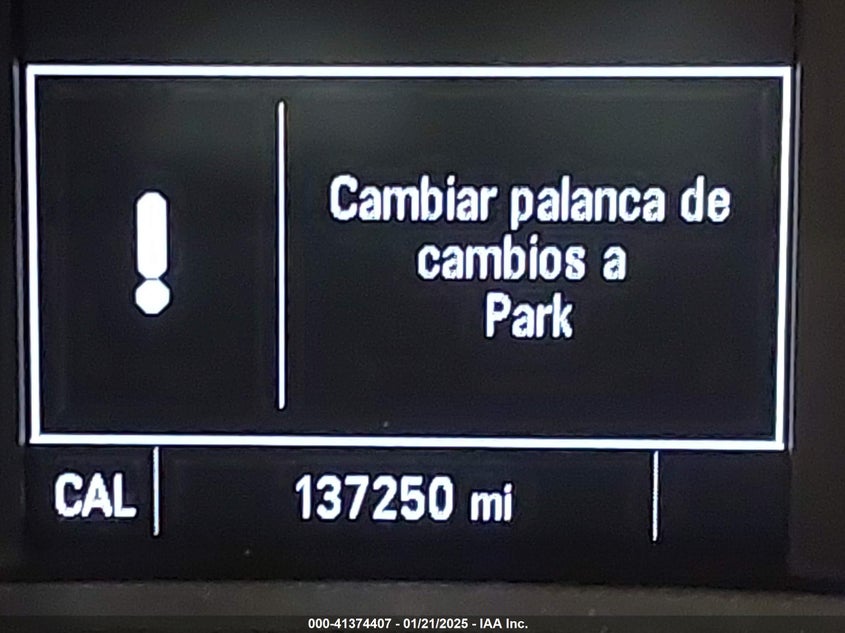 Cambiar palanca de
cambios a
Park
CAL 137250 mi
000-41374407 - 01/21/2025 - IAA Inc.